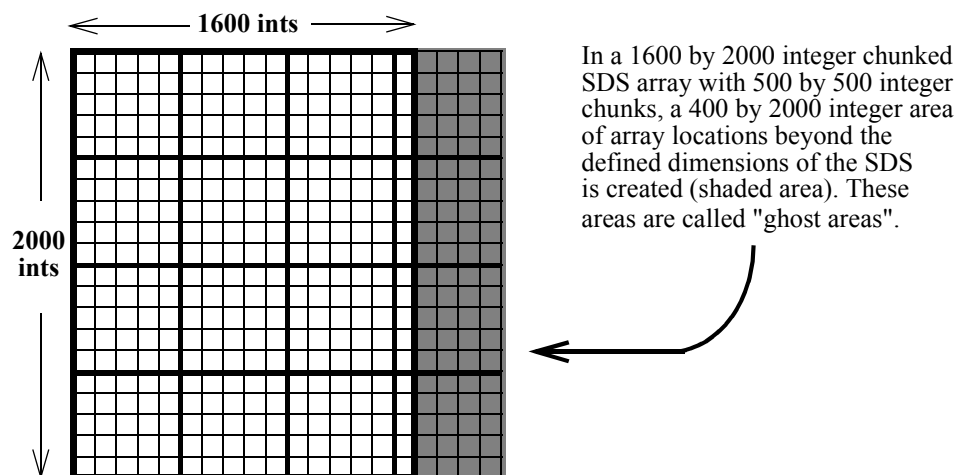 1600 ints
In a 1600 by 2000 integer chunked
SDS array with 500 by 500 integer
chunks, a 400 by 2000 integer area
of array locations beyond the
defined dimensions of the SDS
is created (shaded area). These
areas are called "ghost areas".
2000
ints